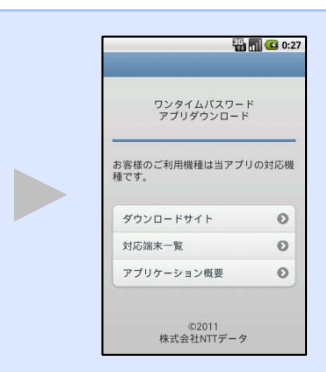 3G
0:27
ワンタイムパスワード
アプリダウンロード
お客様のご利用機種は当アプリの対応機
種です。
ダウンロードサイト
対応端末一覧
アプリケーション概要
©2011
株式会社NTTデータ